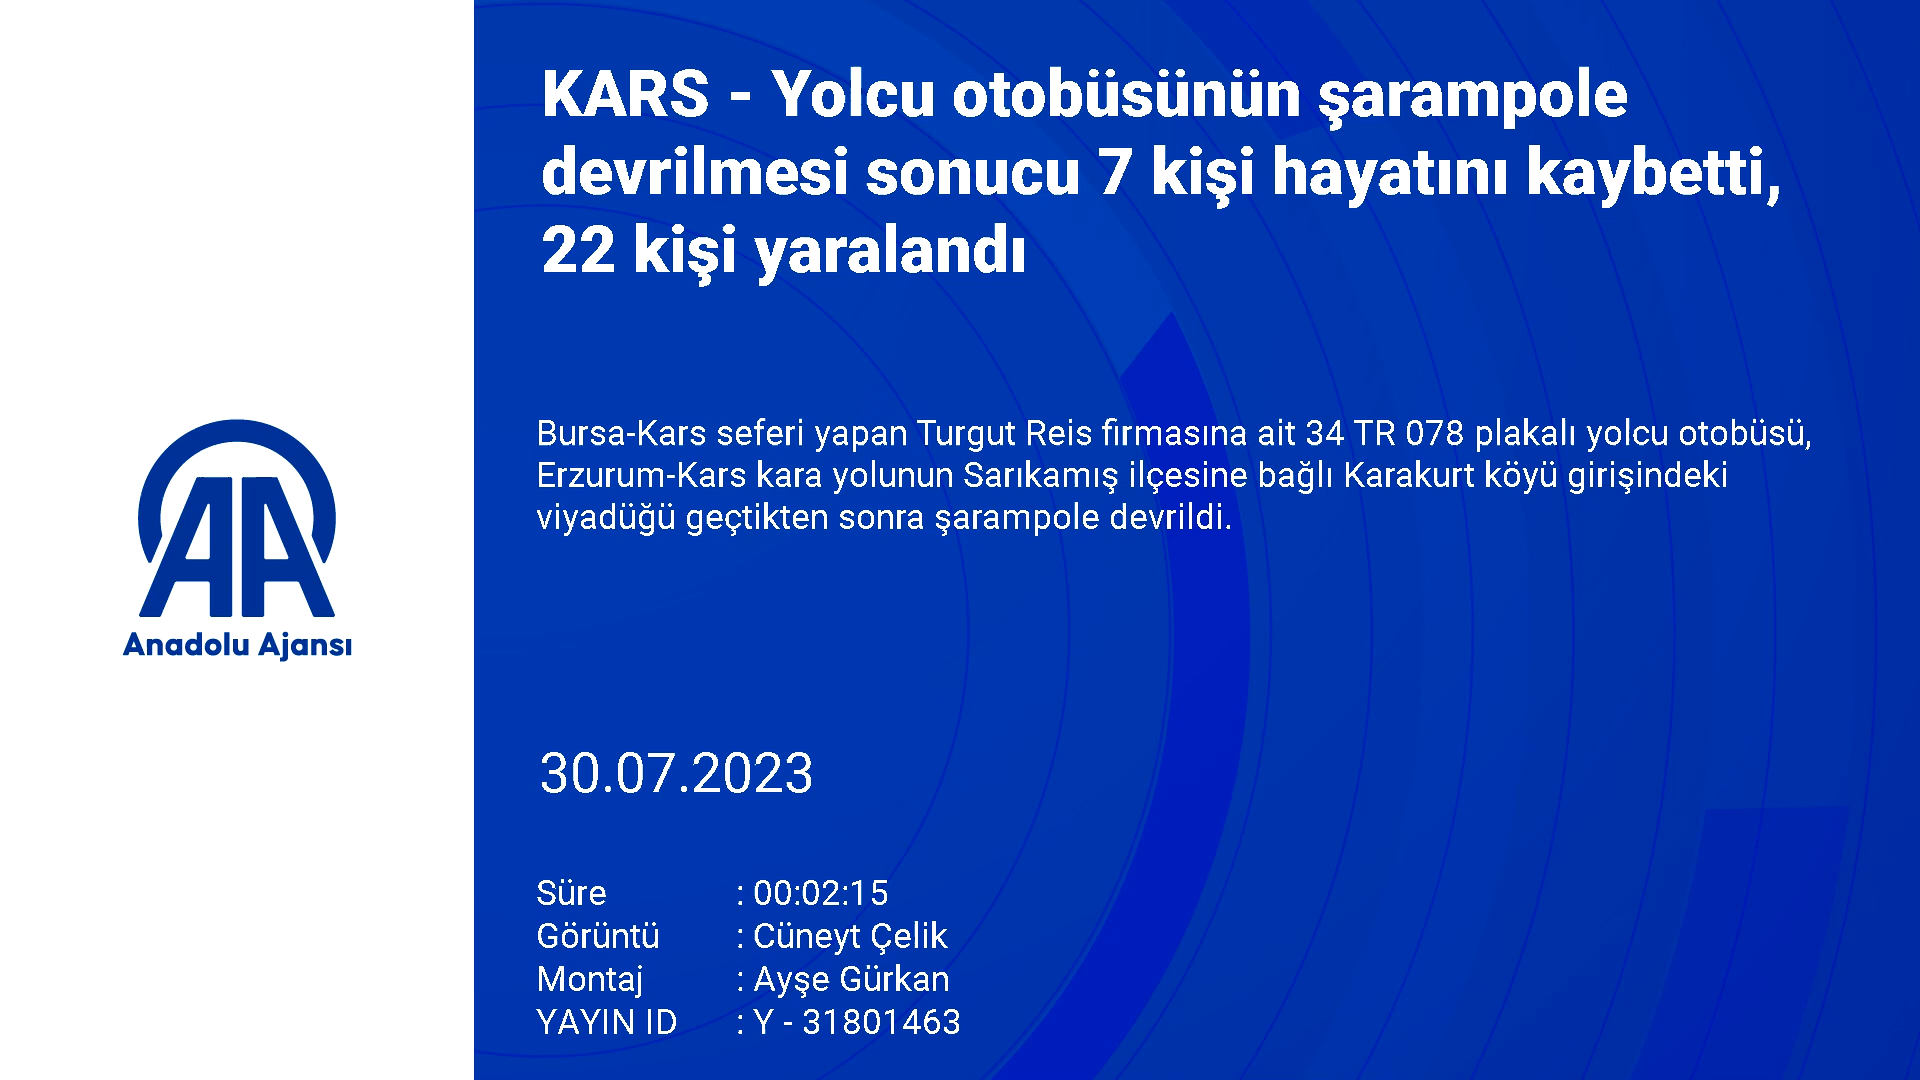 KARS - Yolcu otobüsünün şarampole
devrilmesi sonucu 7 kişi hayatını kaybetti,
22 kişi yaralandı
Bursa-Kars seferi yapan Turgut Reis firmasına ait 34 TR 078 plakalı yolcu otobüsü,
Erzurum-Kars kara yolunun Sarıkamış ilçesine bağlı Karakurt köyü girişindeki
viyadüğü geçtikten sonra şarampole devrildi.
AA
Anadolu Ajansı
30.07.2023
Süre : 00:02:15
Görüntü : Cüneyt Çelik
Montaj : Ayşe Gürkan
YAYIN ID : Y - 31801463